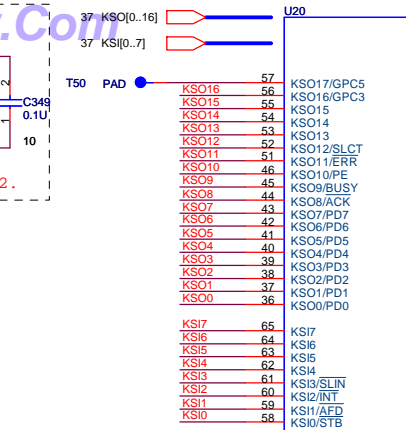 .Com
37 KSO[0..16]
37 KSI[0..7]
U20
T50 PAD
2
C349
0.1U
1
10
2.
57 KSO17/GPC5
KSO16 56 KSO16/GPC3
KSO15 55 KSO15
KSO14 54 KSO14
KSO13 53 KSO13
KSO12 52 KSO12/SLCT
KSO11 51 KSO11/ERR
KSO10 46 KSO10/PE
KSO9 45 KSO9/BUSY
KSO8 44 KSO8/ACK
KSO7 43 KSO7/PD7
KSO6 42 KSO6/PD6
KSO5 41 KSO5/PD5
KSO4 40 KSO4/PD4
KSO3 39 KSO3/PD3
KSO2 38 KSO2/PD2
KSO1 37 KSO1/PD1
KSO0 36 KSO0/PD0
KSI7 65 KSI7
KSI6 64 KSI6
KSI5 63 KSI5
KSI4 62 KSI4
KSI3 61 KSI3/SLIN
KSI2 60 KSI2/INT
KSI1 59 KSI1/AFD
KSI0 58 KSI0/STB